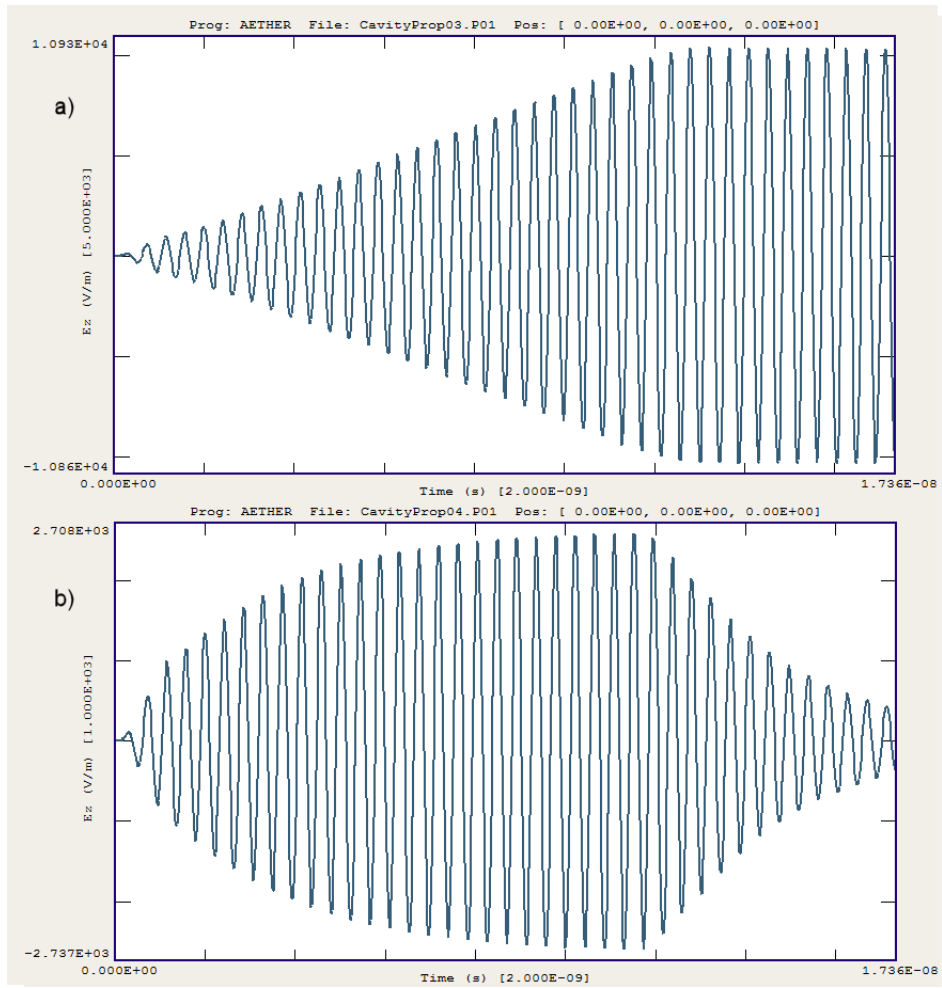 Prog: AETHER File: CavityProp03.P01 Pos: [ 0.00E+00, 0.00E+00, 0.00E+00]
1.093E+04
a)
Ez (V/m) [5.000E+03]
-1.086E+04
0.000E+00
Time (s) [2.000E-09]
1.736E-08
Prog: AETHER File: CavityProp04.P01 Pos: [ 0.00E+00, 0.00E+00, 0.00E+00]
2.708E+03
b)
Ez (V/m) [1.000E+03]
-2.737E+03
0.000E+00
Time (s) [2.000E-09]
1.736E-08